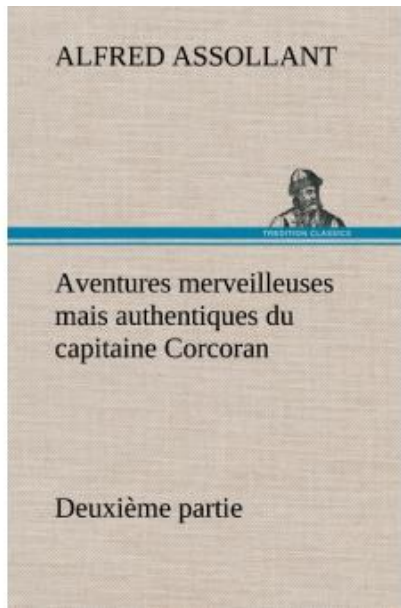 ALFRED ASSOLLANT
TREDITION CLASSICS
Aventures merveilleuses
mais authentiques du
capitaine Corcoran
Deuxième partie